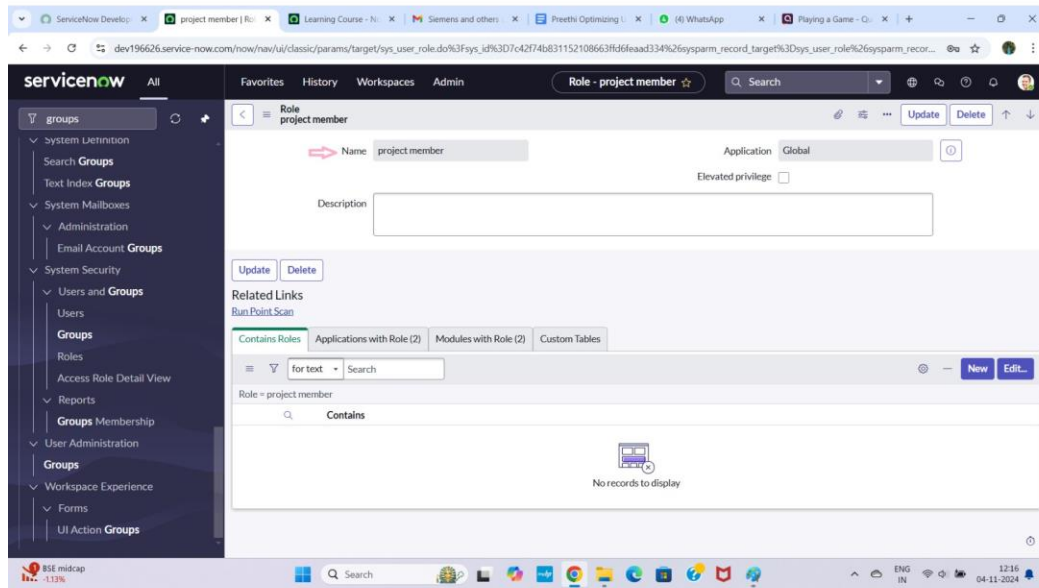 ServiceNow Develop
project member | Ro
Learning Course - N
Siemens and others
Preethi Optimizing U
(4) WhatsApp
Playing a Game - Qu
dev196626.service-now.com/now/nav/ui/classic/params/target/sys_user_role.do%3Fsys_id%3D7c42f74b831152108663ffd6feaad334%26sysparm_record_target%3Dsys_user_role%26sysparm_recor...
servicenow All Favorites History Workspaces Admin Role - project member Search
groups
System Definition
Search Groups
Text Index Groups
System Mailboxes
Administration
Email Account Groups
System Security
Users and Groups
Users
Groups
Roles
Access Role Detail View
Reports
Groups Membership
User Administration
Groups
Workspace Experience
Forms
UI Action Groups
Role
project member
Update Delete
Name project member Application Global
Elevated privilege
Description
Update Delete
Related Links
Run Point Scan
Contains Roles Applications with Role (2) Modules with Role (2) Custom Tables
for text Search New Edit...
Role = project member
Contains
No records to display
BSE midcap
-1.13%
Search
ENG
IN
12:16
04-11-2024